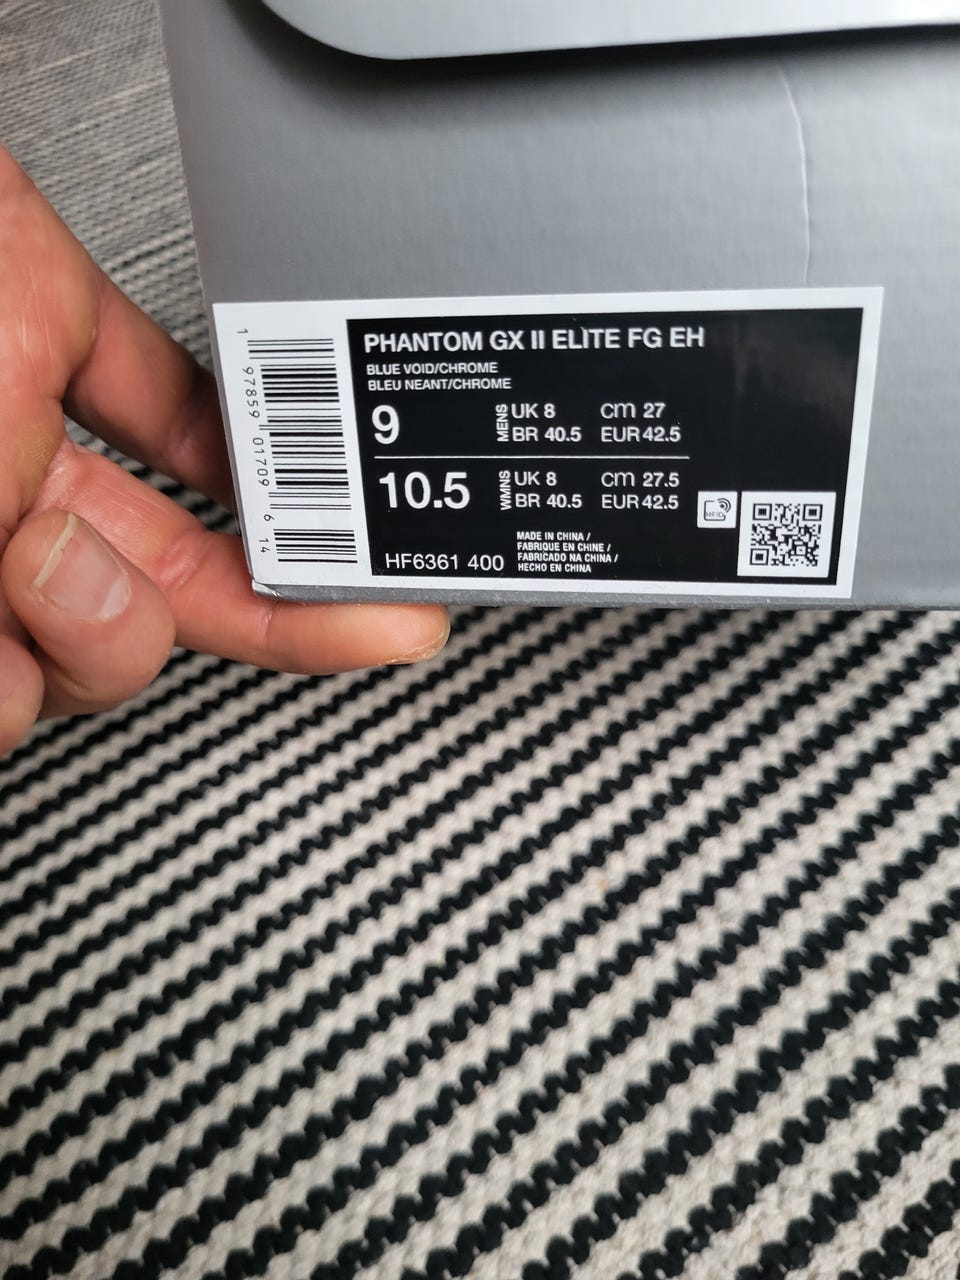 PHANTOM GX II ELITE FG EH
BLUE VOID/CHROME
BLEU NEANT/CHROME
9 MENS UK 8 cm 27
BR 40.5 EUR 42.5
10.5 WMNS UK 8 cm 27.5
BR 40.5 EUR 42.5
RFID
HF6361 400
MADE IN CHINA /
FABRIQUE EN CHINE /
FABRICADO NA CHINA /
HECHO EN CHINA
1 97859 01709 6 14